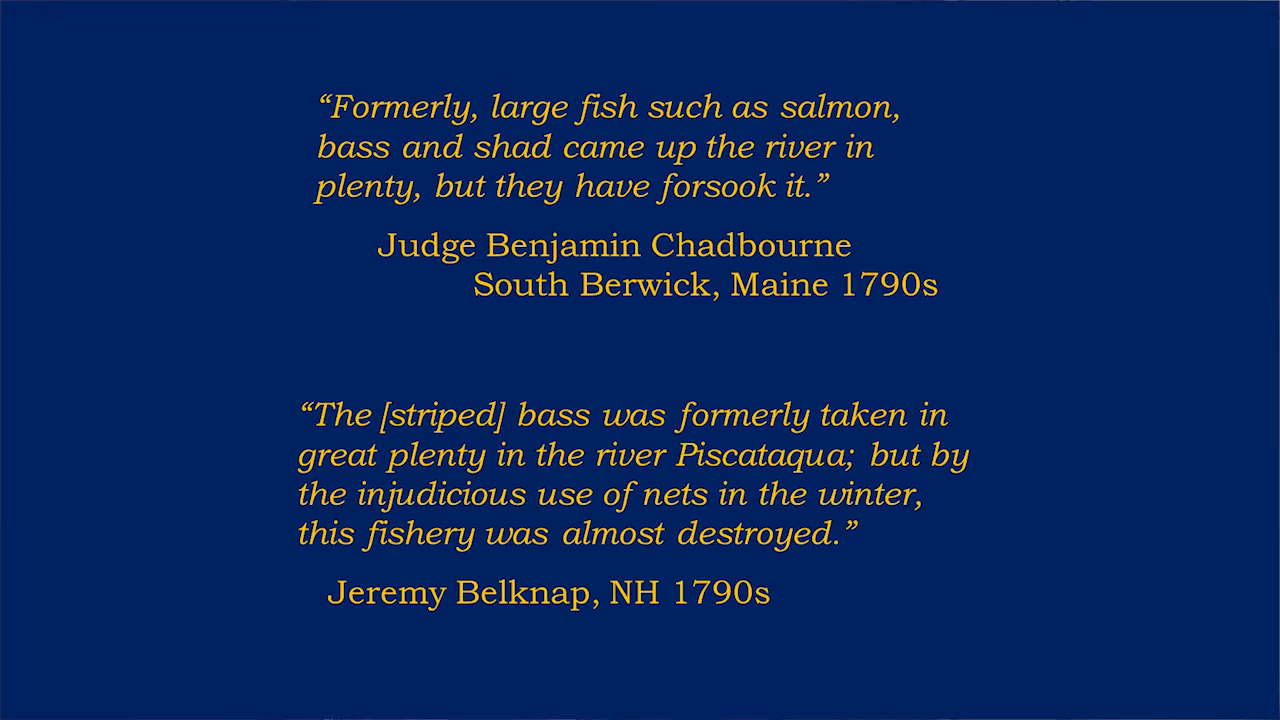 “Formerly, large fish such as salmon,
bass and shad came up the river in
plenty, but they have forsook it.”
Judge Benjamin Chadbourne
South Berwick, Maine 1790s
“The [striped] bass was formerly taken in
great plenty in the river Piscataqua; but by
the injudicious use of nets in the winter,
this fishery was almost destroyed.”
Jeremy Belknap, NH 1790s